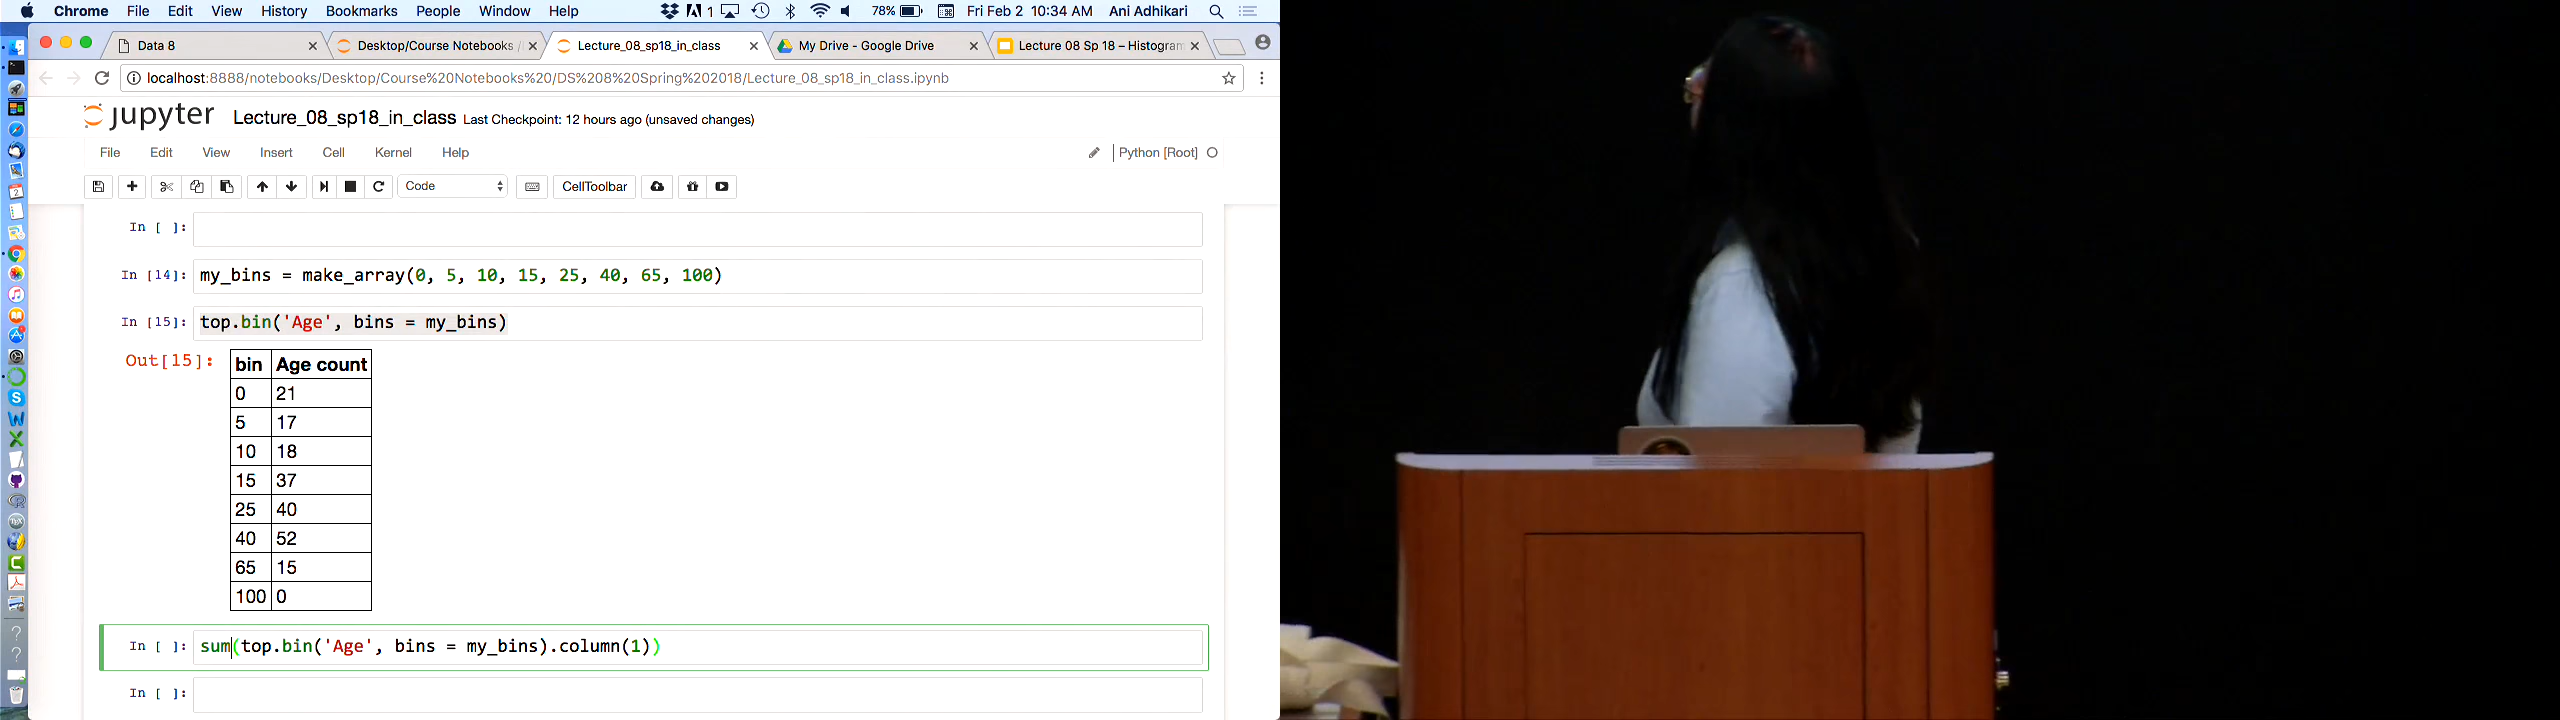 Chrome File Edit View History Bookmarks People Window Help 1 78% Fri Feb 2 10:34 AM Ani Adhikari
Data 8 Desktop/Course Notebooks / Lecture_08_sp18_in_class My Drive - Google Drive Lecture 08 Sp 18 – Histogram
localhost:8888/notebooks/Desktop/Course%20Notebooks%20/DS%208%20Spring%202018/Lecture_08_sp18_in_class.ipynb
jupyter Lecture_08_sp18_in_class Last Checkpoint: 12 hours ago (unsaved changes)
File Edit View Insert Cell Kernel Help Python [Root]
Code CellToolbar
In [ ]:
In [14]: my_bins = make_array(0, 5, 10, 15, 25, 40, 65, 100)
In [15]: top.bin('Age', bins = my_bins)
Out[15]: bin Age count
0 21
5 17
10 18
15 37
25 40
40 52
65 15
100 0
In [ ]: sum(top.bin('Age', bins = my_bins).column(1))
In [ ]: